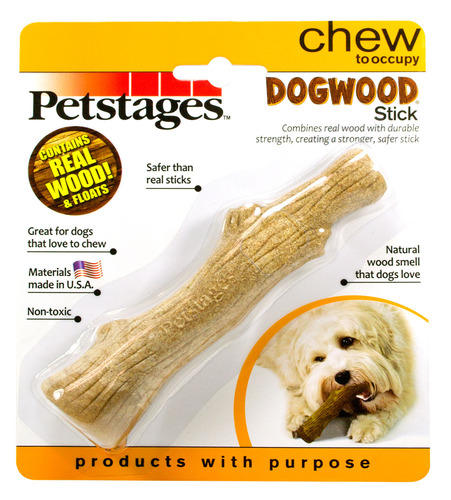 chew
to occupy
Petstages™
DOGWOOD®
Stick
Combines real wood with durable
strength, creating a stronger, safer stick
CONTAINS
REAL
WOOD!
& FLOATS
Safer than
real sticks
Great for dogs
that love to chew
Materials
made in U.S.A.
Non-toxic
Natural
wood smell
that dogs love
Petstages
products with purpose